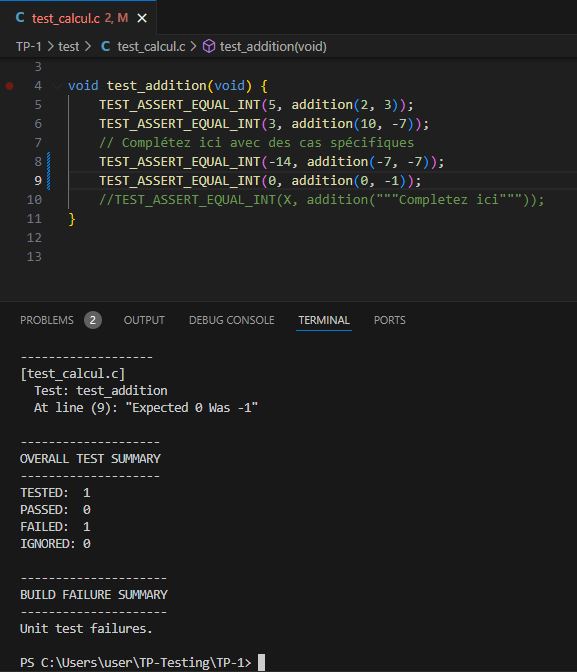 test_calcul.c 2, M
TP-1 > test > C test_calcul.c > test_addition(void)
3
4 void test_addition(void) {
5 TEST_ASSERT_EQUAL_INT(5, addition(2, 3));
6 TEST_ASSERT_EQUAL_INT(3, addition(10, -7));
7 // Complétez ici avec des cas spécifiques
8 TEST_ASSERT_EQUAL_INT(-14, addition(-7, -7));
9 TEST_ASSERT_EQUAL_INT(0, addition(0, -1));
10 //TEST_ASSERT_EQUAL_INT(X, addition("""Completez ici"""));
11 }
12
13
PROBLEMS 2 OUTPUT DEBUG CONSOLE TERMINAL PORTS
-------------------
[test_calcul.c]
Test: test_addition
At line (9): "Expected 0 Was -1"
--------------------
OVERALL TEST SUMMARY
--------------------
TESTED: 1
PASSED: 0
FAILED: 1
IGNORED: 0
---------------------
BUILD FAILURE SUMMARY
---------------------
Unit test failures.
PS C:\Users\user\TP-Testing\TP-1>